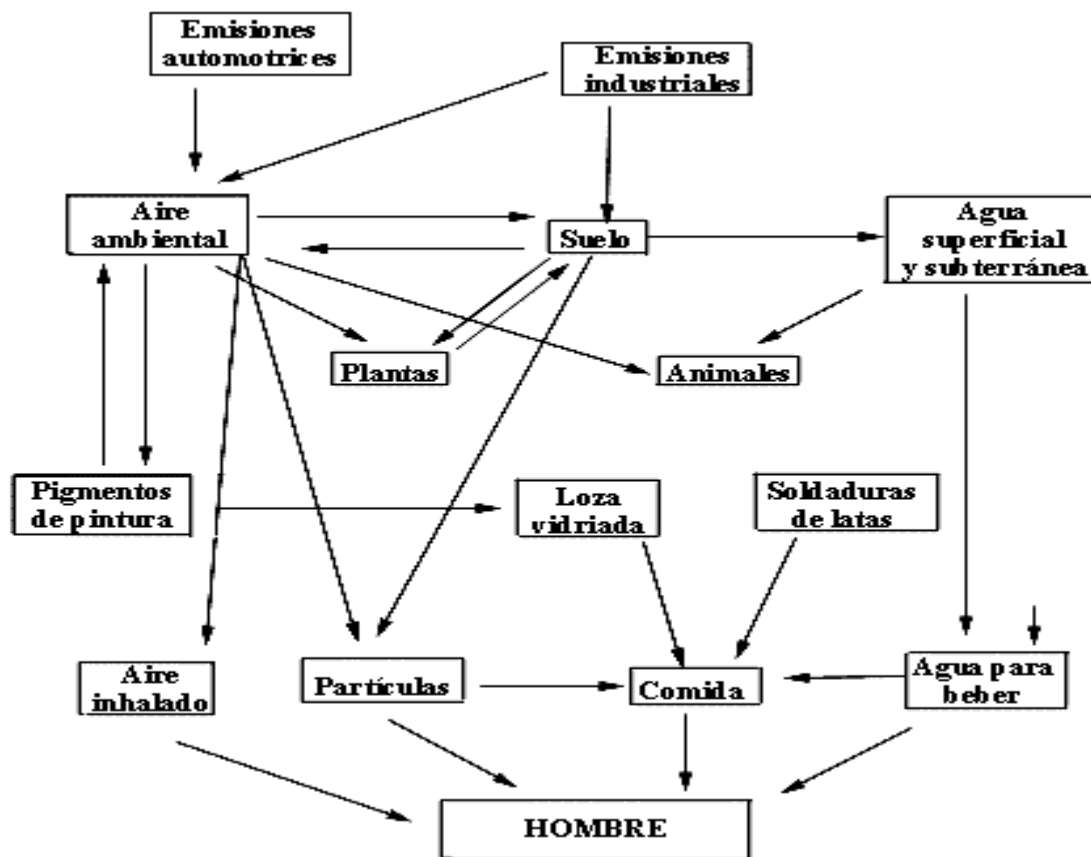 Emisiones
automotrices
Emisiones
industriales
Aire
ambiental
Suelo
Agua
superficial
y subterránea
Plantas
Animales
Pigmentos
de pintura
Loza
vidriada
Soldaduras
de latas
Aire
inhalado
Partículas
Comida
Agua para
beber
HOMBRE